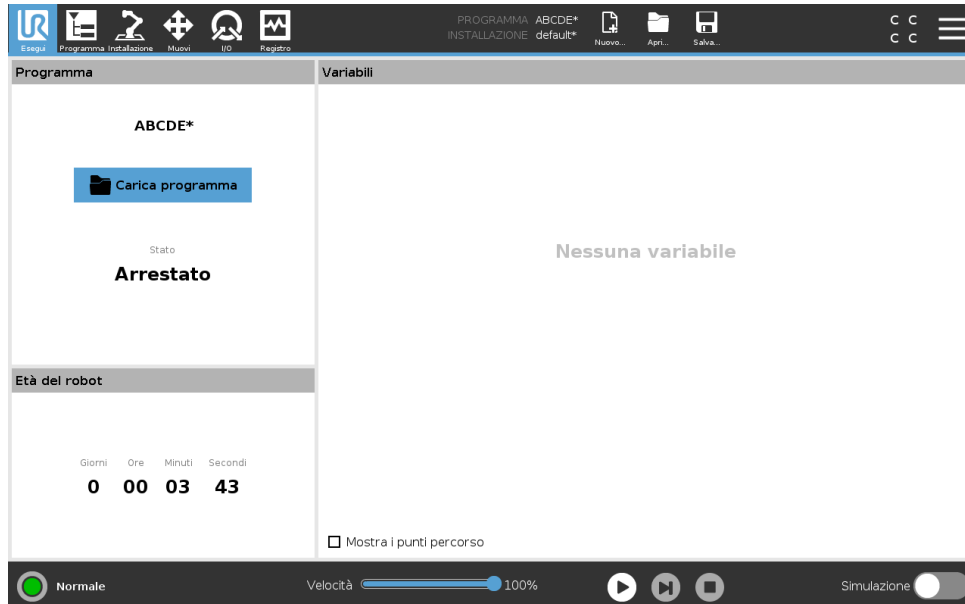 PROGRAMMA ABCDE*
INSTALLAZIONE default*
Esegui Programma Installazione Muovi I/O Registro Nuovo... Apri... Salva...
C C
C C
Programma
Variabili
ABCDE*
Carica programma
Stato
Arrestato
Nessuna variabile
Età del robot
Giorni Ore Minuti Secondi
0 00 03 43
Mostra i punti percorso
Normale
Velocità 100%
Simulazione